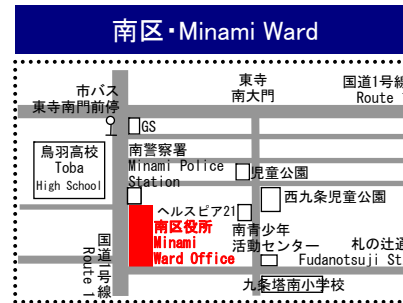 南区・Minami Ward
市バス
東寺南門前停
東寺
南大門
国道1号線
Route
GS
鳥羽高校
Toba
High School
南警察署
Minami Police
Station
児童公園
西九条児童公園
ヘルスピア21
南区役所
Minami
Ward Office
南青少年
活動センター
札の辻通
Fudanotsuji St
国道1号線
Route 1
九条塔南小学校